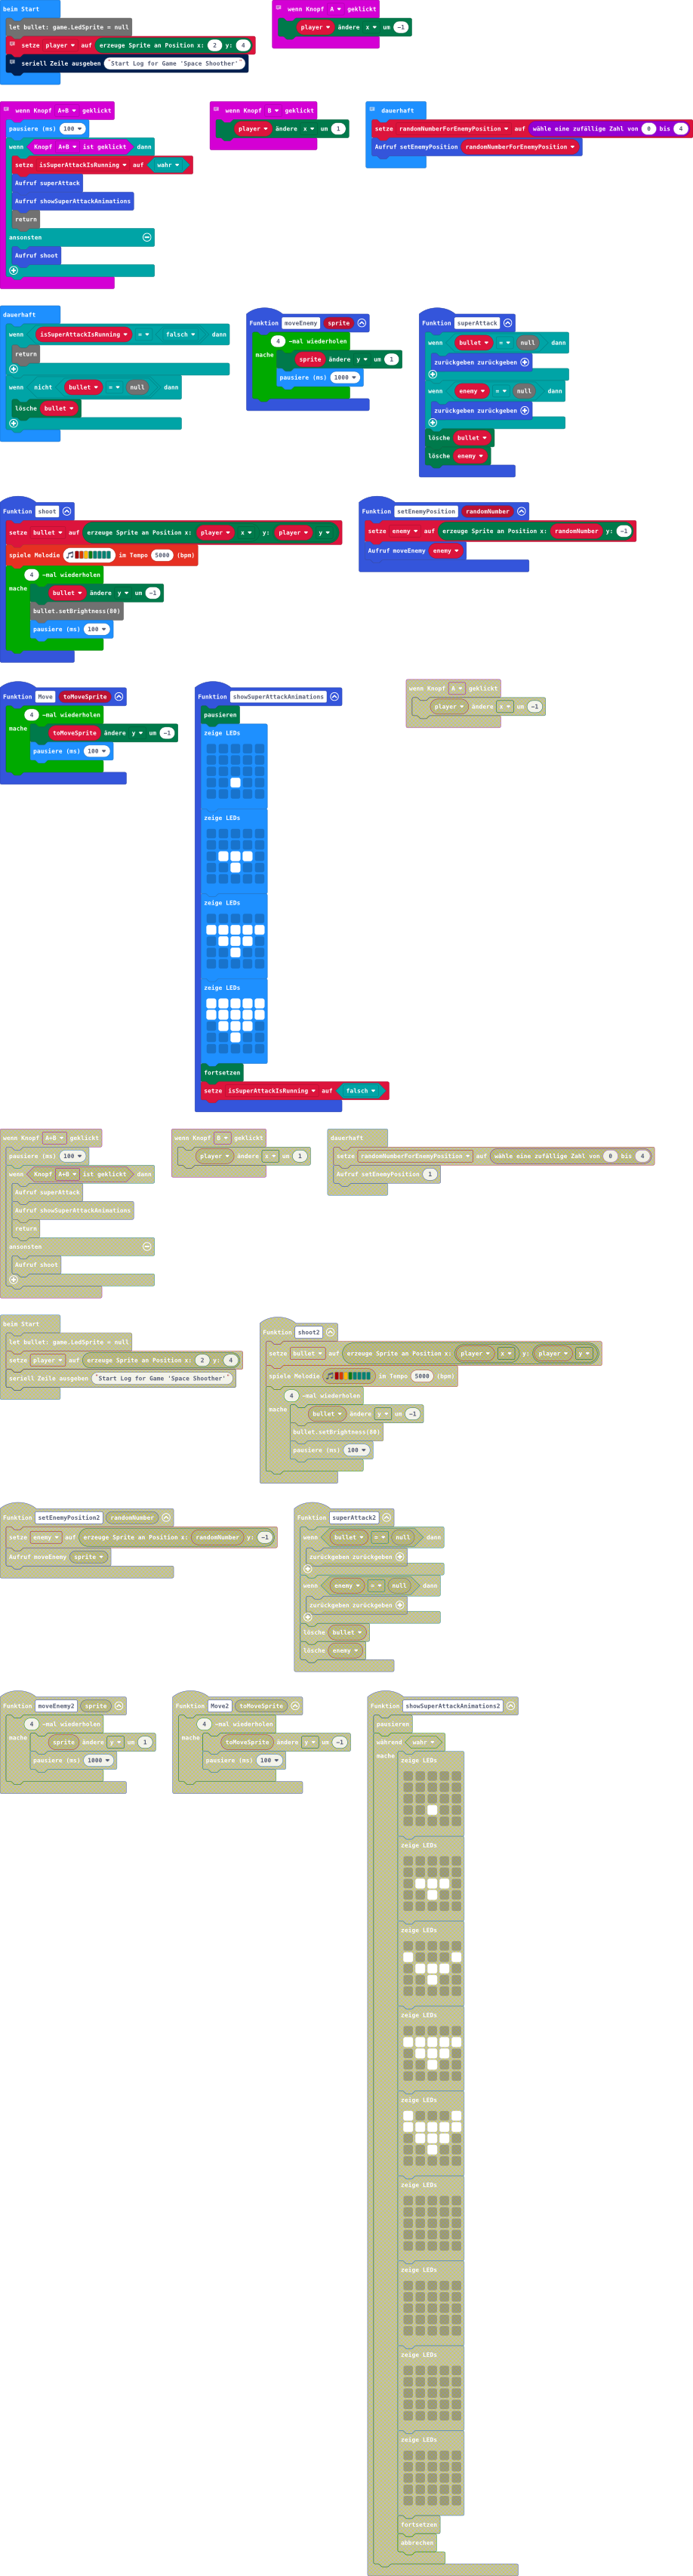 beim Start
let bullet: game.LedSprite = null
setze player auf erzeuge Sprite an Position x: 2 y: 4
seriell Zeile ausgeben "Start Log for Game 'Space Shoother'"
wenn Knopf A geklickt
player ändere x um -1
wenn Knopf A+B geklickt
pausiere (ms) 100
wenn Knopf A+B ist geklickt dann
setze isSuperAttackIsRunning auf wahr
Aufruf superAttack
Aufruf showSuperAttackAnimations
return
ansonsten
Aufruf shoot
wenn Knopf B geklickt
player ändere x um 1
dauerhaft
setze randomNumberForEnemyPosition auf wähle eine zufällige Zahl von 0 bis 4
Aufruf setEnemyPosition randomNumberForEnemyPosition
dauerhaft
wenn isSuperAttackIsRunning = falsch dann
return
wenn nicht bullet = null dann
lösche bullet
Funktion moveEnemy sprite
4 -mal wiederholen
mache sprite ändere y um 1
pausiere (ms) 1000
Funktion superAttack
wenn bullet = null dann
zurückgeben zurückgeben
wenn enemy = null dann
zurückgeben zurückgeben
lösche bullet
lösche enemy
Funktion shoot
setze bullet auf erzeuge Sprite an Position x: player x y: player y
spiele Melodie im Tempo 5000 (bpm)
4 -mal wiederholen
mache bullet ändere y um -1
bullet.setBrightness(80)
pausiere (ms) 100
Funktion setEnemyPosition randomNumber
setze enemy auf erzeuge Sprite an Position x: randomNumber y: -1
Aufruf moveEnemy enemy
Funktion Move toMoveSprite
4 -mal wiederholen
mache toMoveSprite ändere y um -1
pausiere (ms) 100
Funktion showSuperAttackAnimations
pausieren
zeige LEDs
zeige LEDs
zeige LEDs
zeige LEDs
fortsetzen
setze isSuperAttackIsRunning auf falsch
wenn Knopf A geklickt
player ändere x um -1
wenn Knopf A+B geklickt
pausiere (ms) 100
wenn Knopf A+B ist geklickt dann
Aufruf superAttack
Aufruf showSuperAttackAnimations
return
ansonsten
Aufruf shoot
wenn Knopf B geklickt
player ändere x um 1
dauerhaft
setze randomNumberForEnemyPosition auf wähle eine zufällige Zahl von 0 bis 4
Aufruf setEnemyPosition 1
beim Start
let bullet: game.LedSprite = null
setze player auf erzeuge Sprite an Position x: 2 y: 4
seriell Zeile ausgeben "Start Log for Game 'Space Shoother'"
Funktion shoot2
setze bullet auf erzeuge Sprite an Position x: player x y: player y
spiele Melodie im Tempo 5000 (bpm)
4 -mal wiederholen
mache bullet ändere y um -1
bullet.setBrightness(80)
pausiere (ms) 100
Funktion setEnemyPosition2 randomNumber
setze enemy auf erzeuge Sprite an Position x: randomNumber y: -1
Aufruf moveEnemy sprite
Funktion superAttack2
wenn bullet = null dann
zurückgeben zurückgeben
wenn enemy = null dann
zurückgeben zurückgeben
lösche bullet
lösche enemy
Funktion moveEnemy2 sprite
4 -mal wiederholen
mache sprite ändere y um 1
pausiere (ms) 1000
Funktion Move2 toMoveSprite
4 -mal wiederholen
mache toMoveSprite ändere y um -1
pausiere (ms) 100
Funktion showSuperAttackAnimations2
pausieren
während wahr
mache zeige LEDs
zeige LEDs
zeige LEDs
zeige LEDs
zeige LEDs
zeige LEDs
zeige LEDs
zeige LEDs
zeige LEDs
fortsetzen
abbrechen